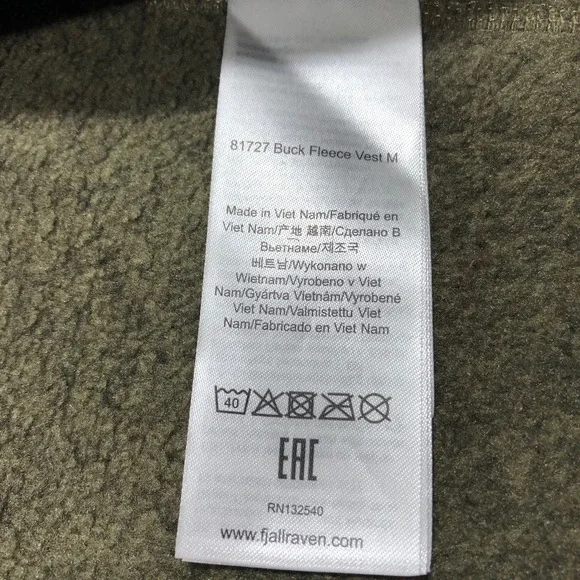 81727 Buck Fleece Vest M
Made in Viet Nam/Fabriqué en
Viet Nam/产地 越南/Сделано В
Вьетнаме/제조국
베트남/Wykonano w
Wietnam/Vyrobeno v Viet
Nam/Gyártva Vietnám/Vyrobené
Viet Nam/Valmistettu Viet
Nam/Fabricado en Viet Nam
40
EAC
RN132540
www.fjallraven.com